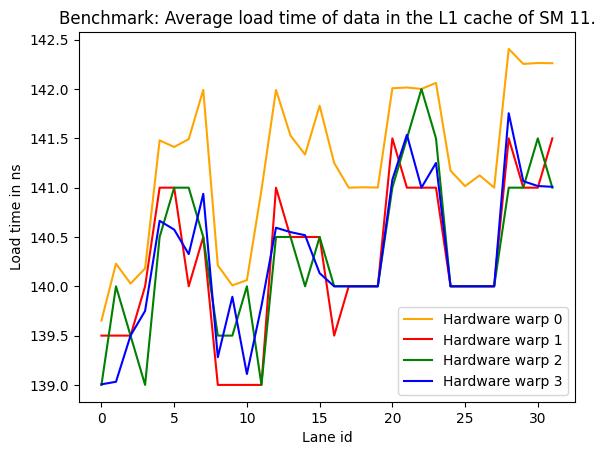 Benchmark: Average load time of data in the L1 cache of SM 11.
Load time in ns
142.5
142.0
141.5
141.0
140.5
140.0
139.5
139.0
Hardware warp 0
Hardware warp 1
Hardware warp 2
Hardware warp 3
0 5 10 15 20 25 30
Lane id